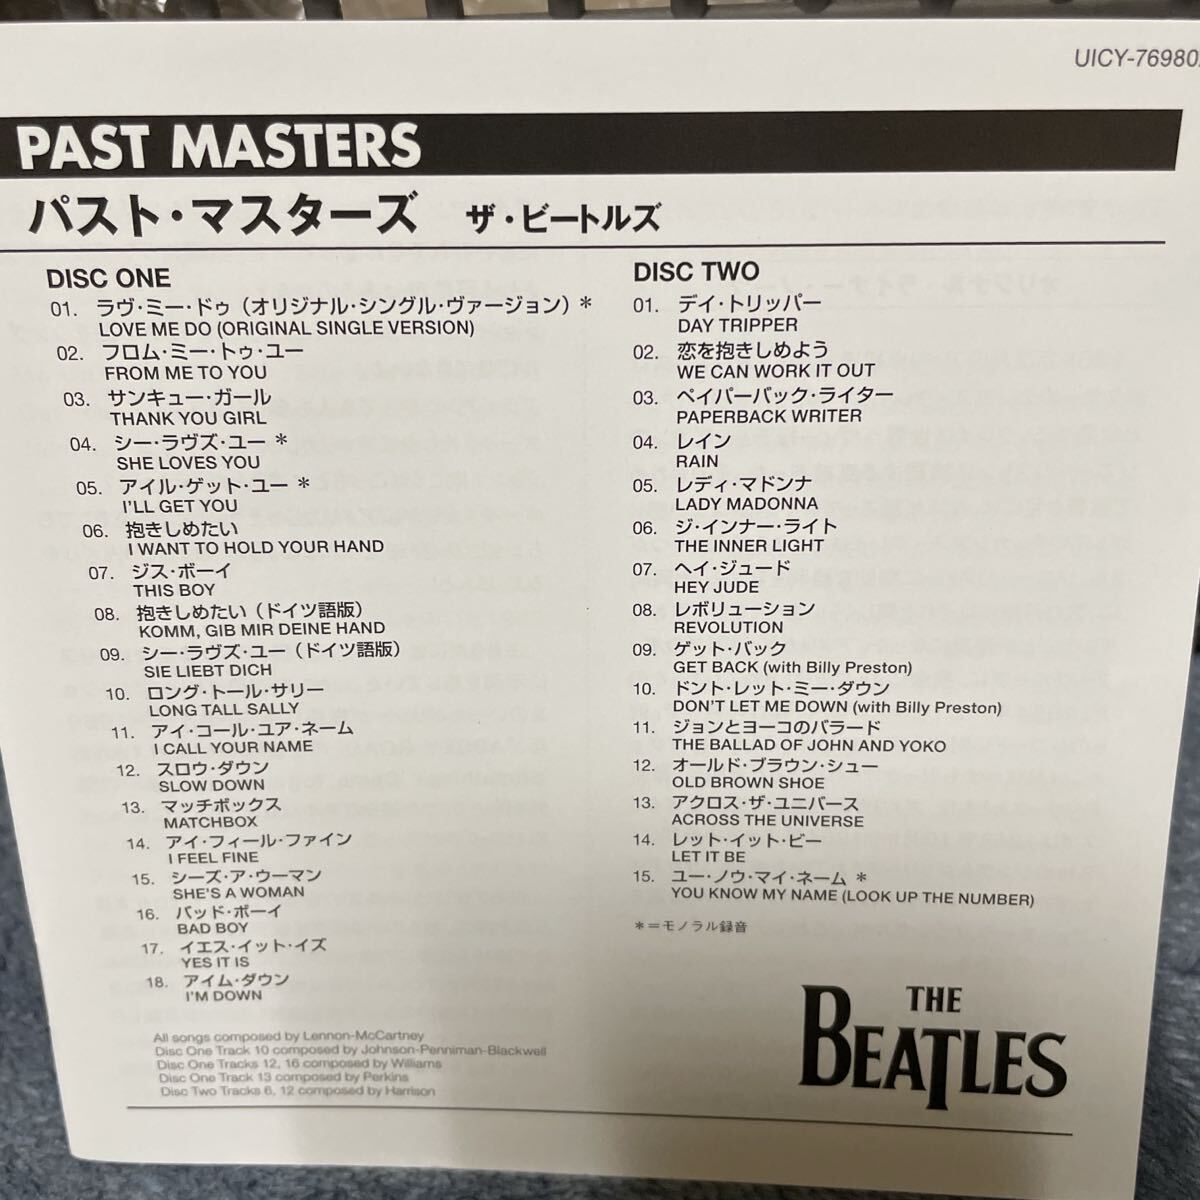 UICY-76980
PAST MASTERS
パスト・マスターズ ザ・ビートルズ
DISC ONE
01. ラヴ・ミー・ドゥ（オリジナル・シングル・ヴァージョン）＊
LOVE ME DO (ORIGINAL SINGLE VERSION)
02. フロム・ミー・トゥ・ユー
FROM ME TO YOU
03. サンキュー・ガール
THANK YOU GIRL
04. シー・ラヴズ・ユー＊
SHE LOVES YOU
05. アイル・ゲット・ユー＊
I'LL GET YOU
06. 抱きしめたい
I WANT TO HOLD YOUR HAND
07. ジス・ボーイ
THIS BOY
08. 抱きしめたい（ドイツ語版）
KOMM, GIB MIR DEINE HAND
09. シー・ラヴズ・ユー（ドイツ語版）
SIE LIEBT DICH
10. ロング・トール・サリー
LONG TALL SALLY
11. アイ・コール・ユア・ネーム
I CALL YOUR NAME
12. スロウ・ダウン
SLOW DOWN
13. マッチボックス
MATCHBOX
14. アイ・フィール・ファイン
I FEEL FINE
15. シーズ・ア・ウーマン
SHE'S A WOMAN
16. バッド・ボーイ
BAD BOY
17. イエス・イット・イズ
YES IT IS
18. アイム・ダウン
I'M DOWN
All songs composed by Lennon-McCartney
Disc One Track 10 composed by Johnson-Penniman-Blackwell
Disc One Tracks 12, 16 composed by Williams
Disc One Track 13 composed by Perkins
Disc Two Tracks 6, 12 composed by Harrison
DISC TWO
01. デイ・トリッパー
DAY TRIPPER
02. 恋を抱きしめよう
WE CAN WORK IT OUT
03. ペイパーバック・ライター
PAPERBACK WRITER
04. レイン
RAIN
05. レディ・マドンナ
LADY MADONNA
06. ジ・インナー・ライト
THE INNER LIGHT
07. ヘイ・ジュード
HEY JUDE
08. レボリューション
REVOLUTION
09. ゲット・バック
GET BACK (with Billy Preston)
10. ドント・レット・ミー・ダウン
DON'T LET ME DOWN (with Billy Preston)
11. ジョンとヨーコのバラード
THE BALLAD OF JOHN AND YOKO
12. オールド・ブラウン・シュー
OLD BROWN SHOE
13. アクロス・ザ・ユニバース
ACROSS THE UNIVERSE
14. レット・イット・ビー
LET IT BE
15. ユー・ノウ・マイ・ネーム＊
YOU KNOW MY NAME (LOOK UP THE NUMBER)
＊＝モノラル録音
THE
BEATLES